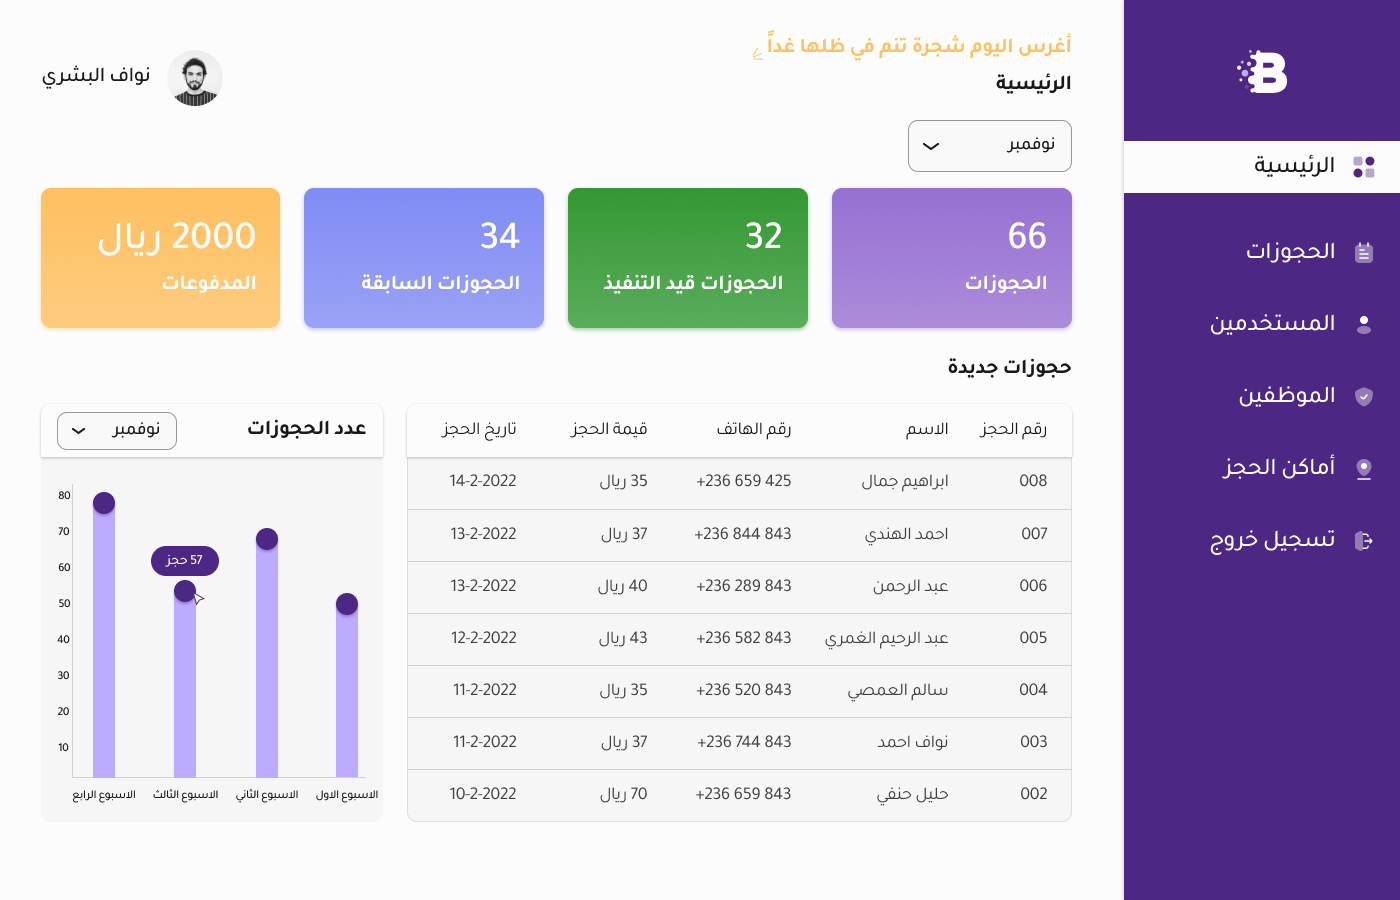 B
الرئيسية
الحجوزات
المستخدمين
الموظفين
أماكن الحجز
تسجيل خروج
أغرس اليوم شجرة تنم في ظلها غداً
الرئيسية
نواف البشري
نوفمبر
66
الحجوزات
32
الحجوزات قيد التنفيذ
34
الحجوزات السابقة
2000 ريال
المدفوعات
حجوزات جديدة
رقم الحجز الاسم رقم الهاتف قيمة الحجز تاريخ الحجز
008 ابراهيم جمال +236 659 425 35 ريال 14-2-2022
007 احمد الهندي +236 844 843 37 ريال 13-2-2022
006 عبد الرحمن +236 289 843 40 ريال 13-2-2022
005 عبد الرحيم الغمري +236 582 843 43 ريال 12-2-2022
004 سالم العمصي +236 520 843 35 ريال 11-2-2022
003 نواف احمد +236 744 843 37 ريال 11-2-2022
002 حليل حنفي +236 659 843 70 ريال 10-2-2022
عدد الحجوزات
نوفمبر
80
70
60
50
40
30
20
10
57 حجز
الاسبوع الاول الاسبوع الثاني الاسبوع الثالث الاسبوع الرابع